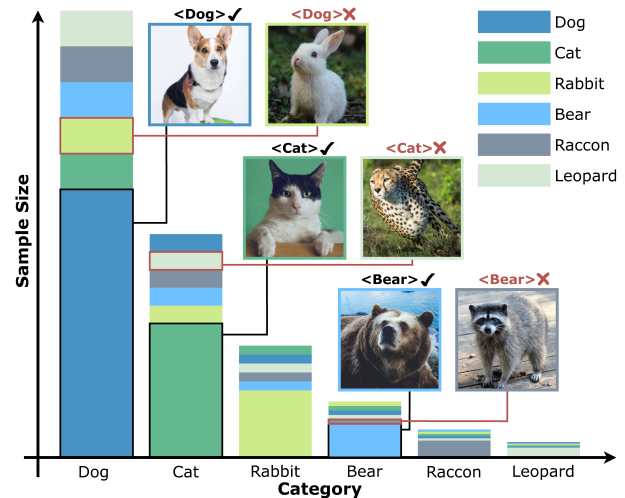 <Dog>✓
<Dog>✗
Dog
Cat
Rabbit
Bear
Raccon
Leopard
<Cat>✓
<Cat>✗
<Bear>✓
<Bear>✗
Sample Size
Dog
Cat
Rabbit
Bear
Raccon
Leopard
Category